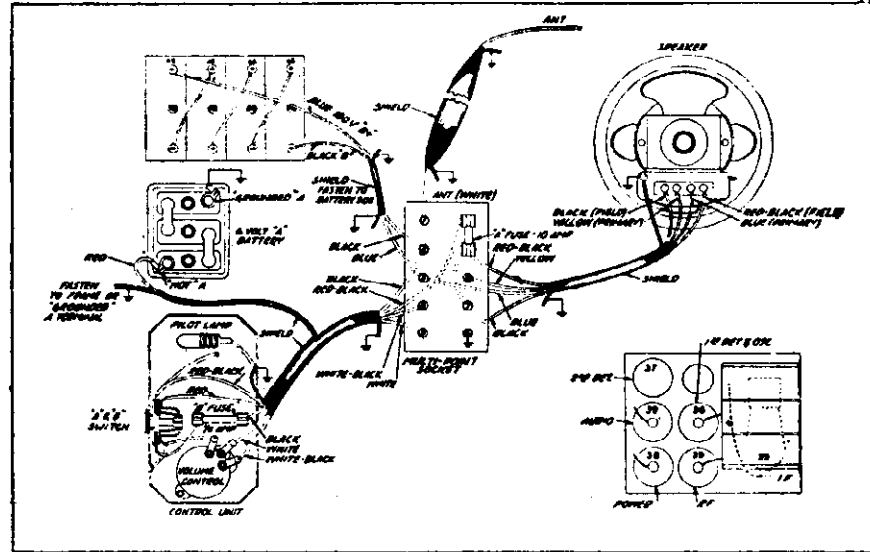 ANT
SPEAKER
SHIELD
BLACK "B"
SHIELD
FASTEN TO
BATTERY BOX
ANT (WHITE)
"GROUNDED" A
6 VOLT "A"
BATTERY
RED
"HOT" A
FASTEN
TO FRAME OR
"GROUNDED"
A TERMINAL
BLACK
BLUE
BLACK
RED-BLACK
"A" FUSE - 10 AMP
RED-BLACK
YELLOW
BLACK (FIELD)
YELLOW (PRIMARY)
RED-BLACK (FIELD)
BLUE (PRIMARY)
SHIELD
BLUE
BLACK
MULTI-POINT
SOCKET
WHITE-BLACK
WHITE
PILOT LAMP
SHIELD
RED-BLACK
RED
"A" & "B"
SWITCH
"B" FUSE
AMP
BLACK
WHITE
WHITE-BLACK
VOLUME
CONTROL
CONTROL UNIT
1ST DET & OSC
2ND DET
37
AUDIO
39
36
38
39
39
I F
POWER
RF